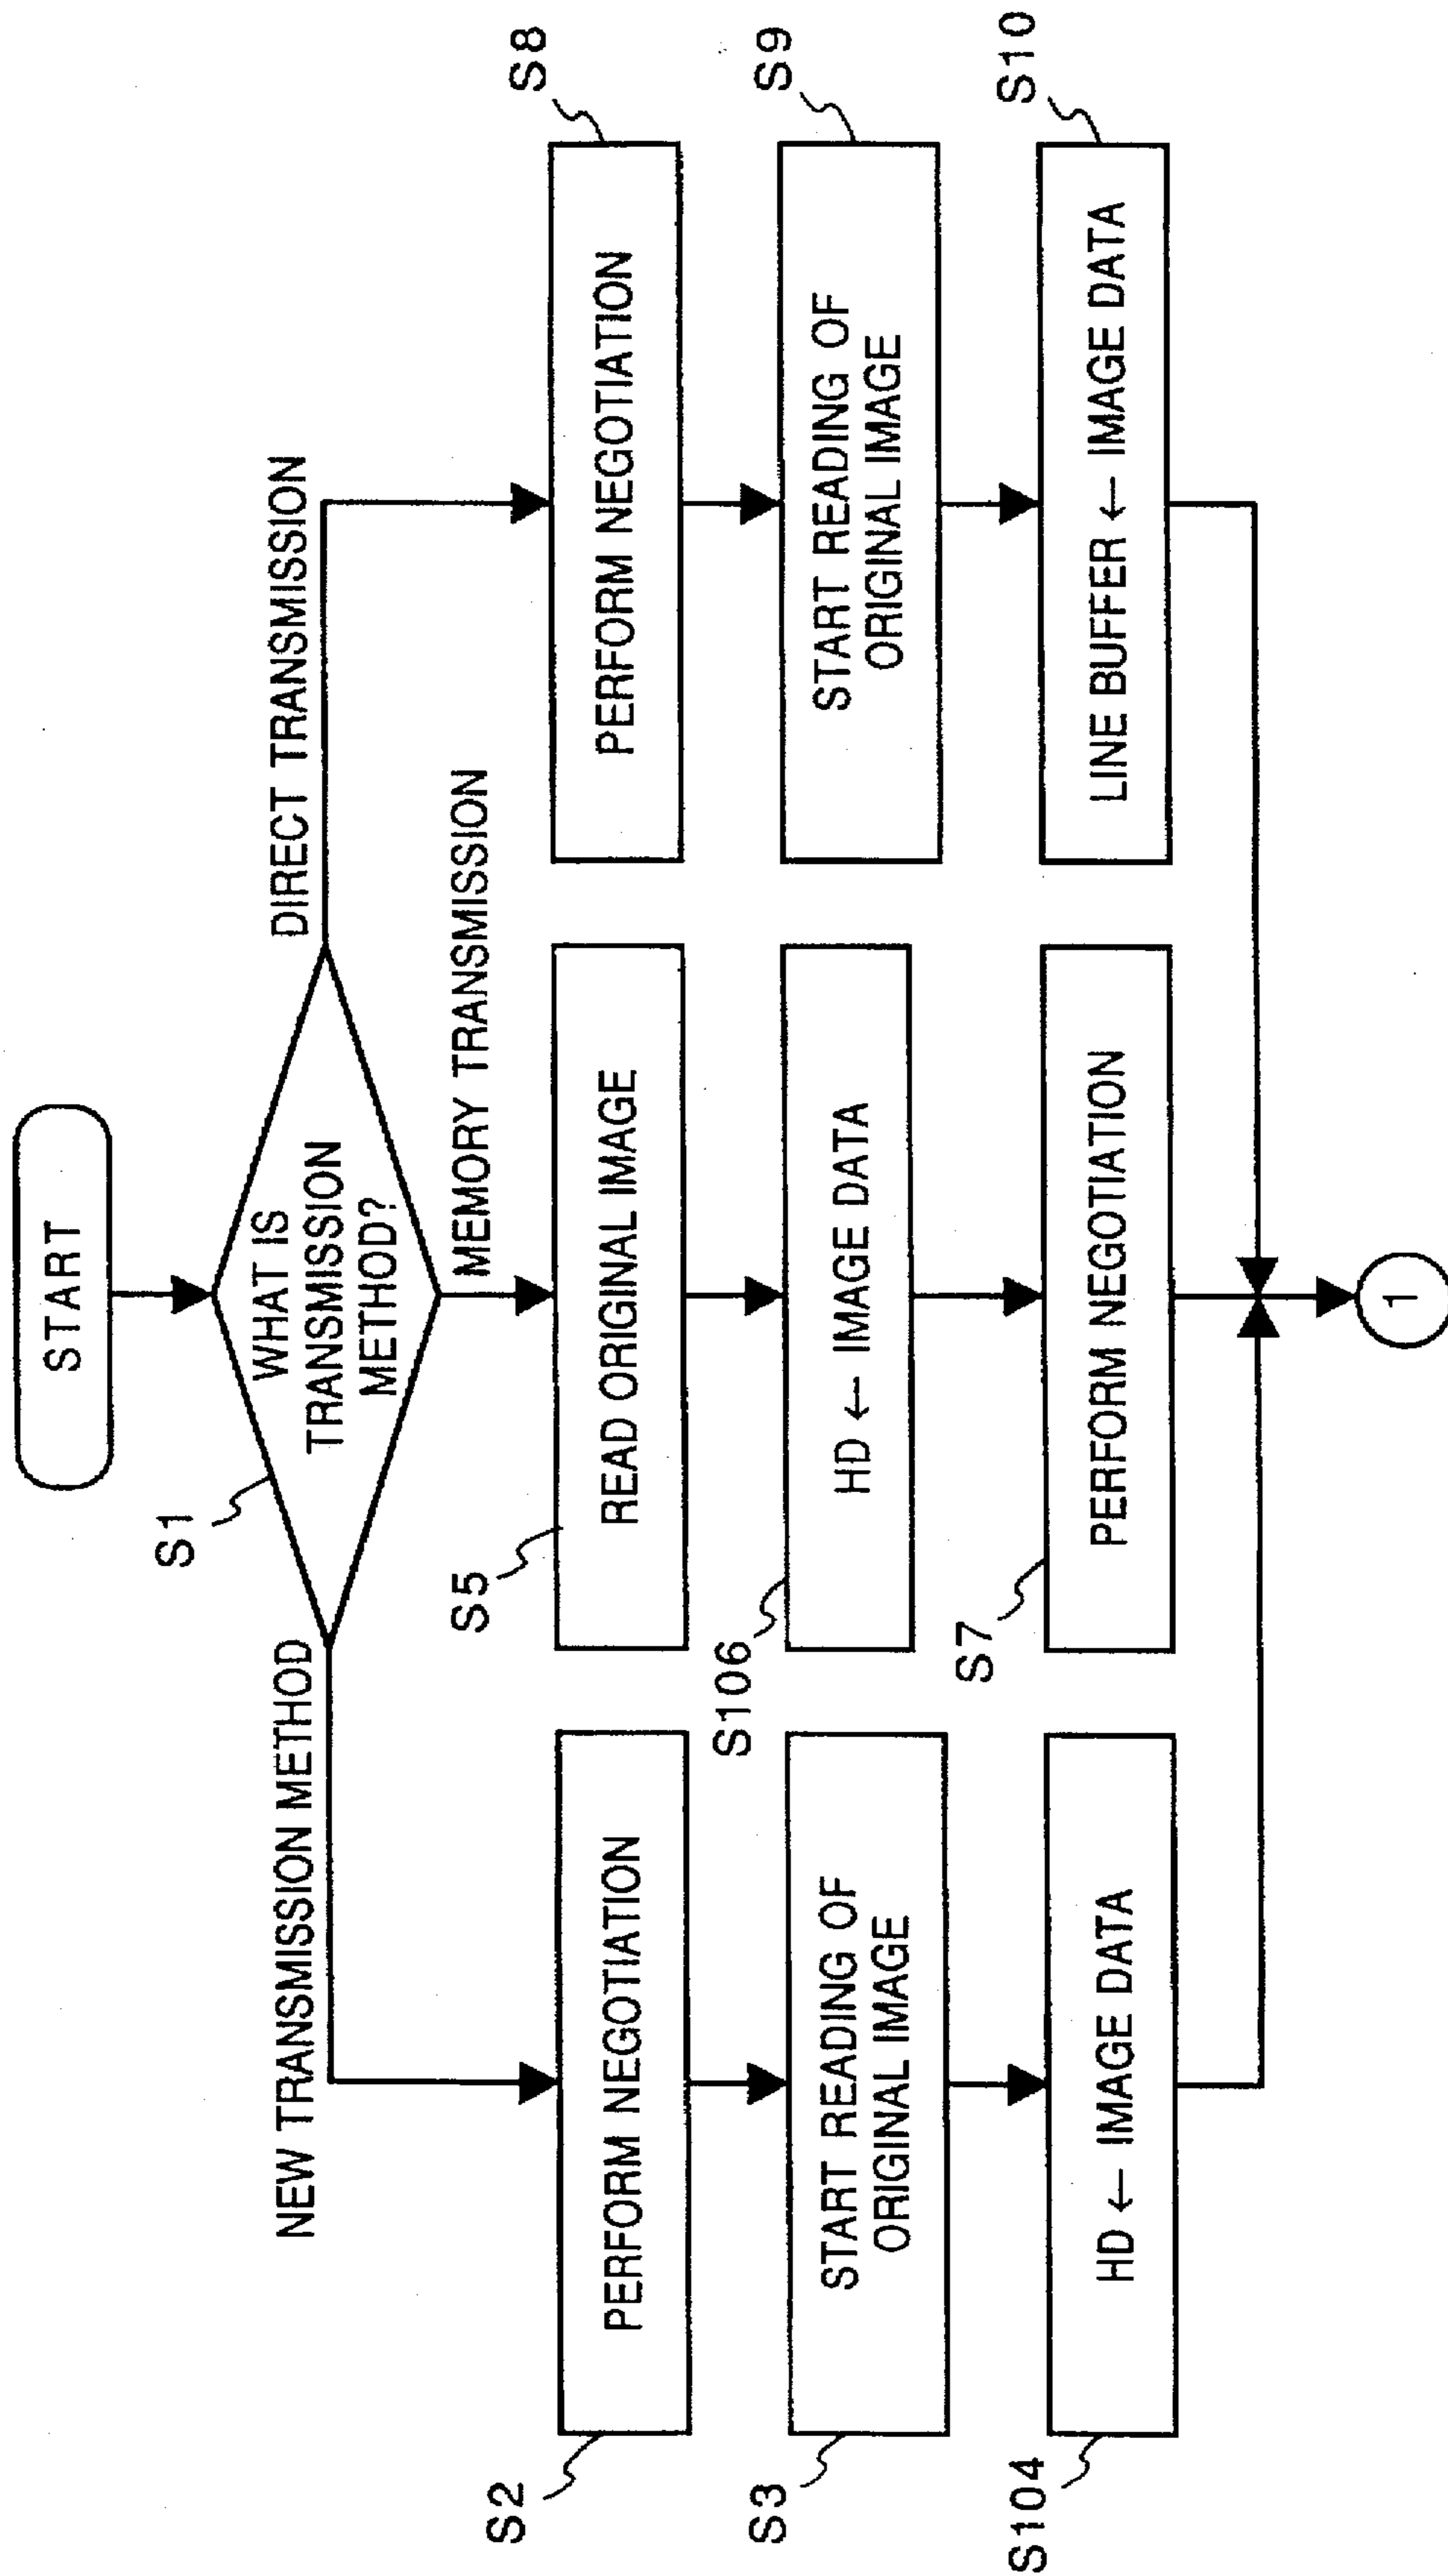 START
S1
WHAT IS
TRANSMISSION
METHOD?
NEW TRANSMISSION METHOD
MEMORY TRANSMISSION
DIRECT TRANSMISSION
S2
PERFORM NEGOTIATION
S3
START READING OF
ORIGINAL IMAGE
S104
HD ← IMAGE DATA
S5
READ ORIGINAL IMAGE
S106
HD ← IMAGE DATA
S7
PERFORM NEGOTIATION
S8
PERFORM NEGOTIATION
S9
START READING OF
ORIGINAL IMAGE
S10
LINE BUFFER ← IMAGE DATA
1